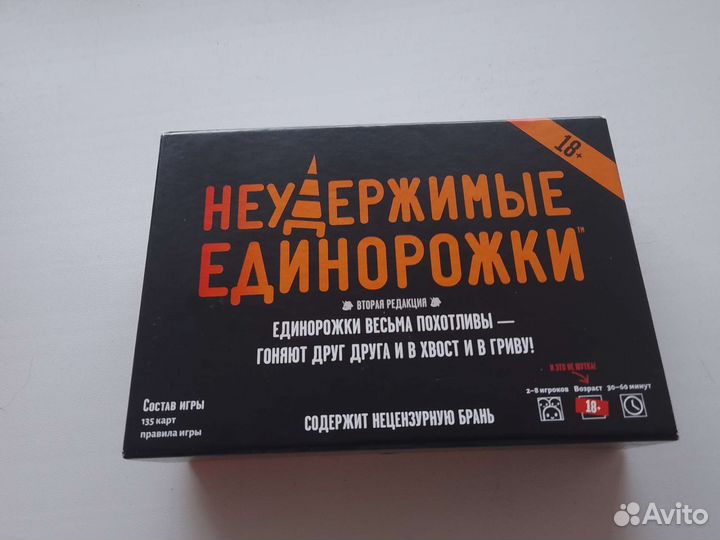 18+
НЕУДЕРЖИМЫЕ
ЕДИНОРОЖКИ™
ВТОРАЯ РЕДАКЦИЯ
ЕДИНОРОЖКИ ВЕСЬМА ПОХОТЛИВЫ —
ГОНЯЮТ ДРУГ ДРУГА И В ХВОСТ И В ГРИВУ!
И ЭТО НЕ ШУТКА!
2–8 игроков Возраст 30–60 минут
18+
Состав игры
135 карт
правила игры
СОДЕРЖИТ НЕЦЕНЗУРНУЮ БРАНЬ
Avito